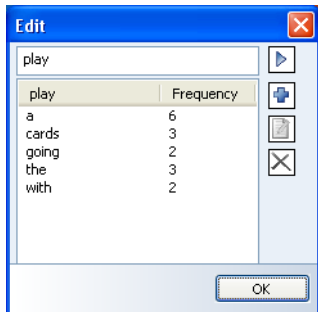 Edit
play
play Frequency
a 6
cards 3
going 2
the 3
with 2
OK